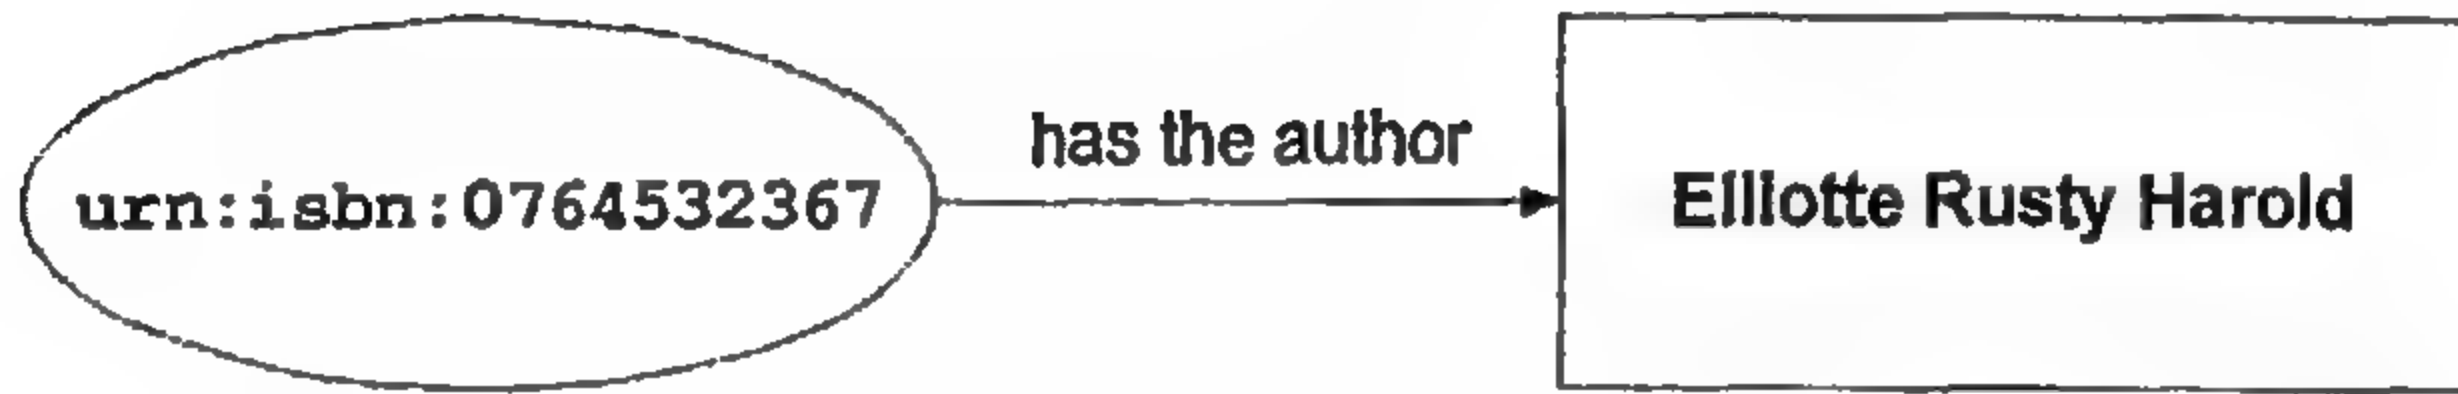 has the author
urn:isbn:0764532367
Elliotte Rusty Harold